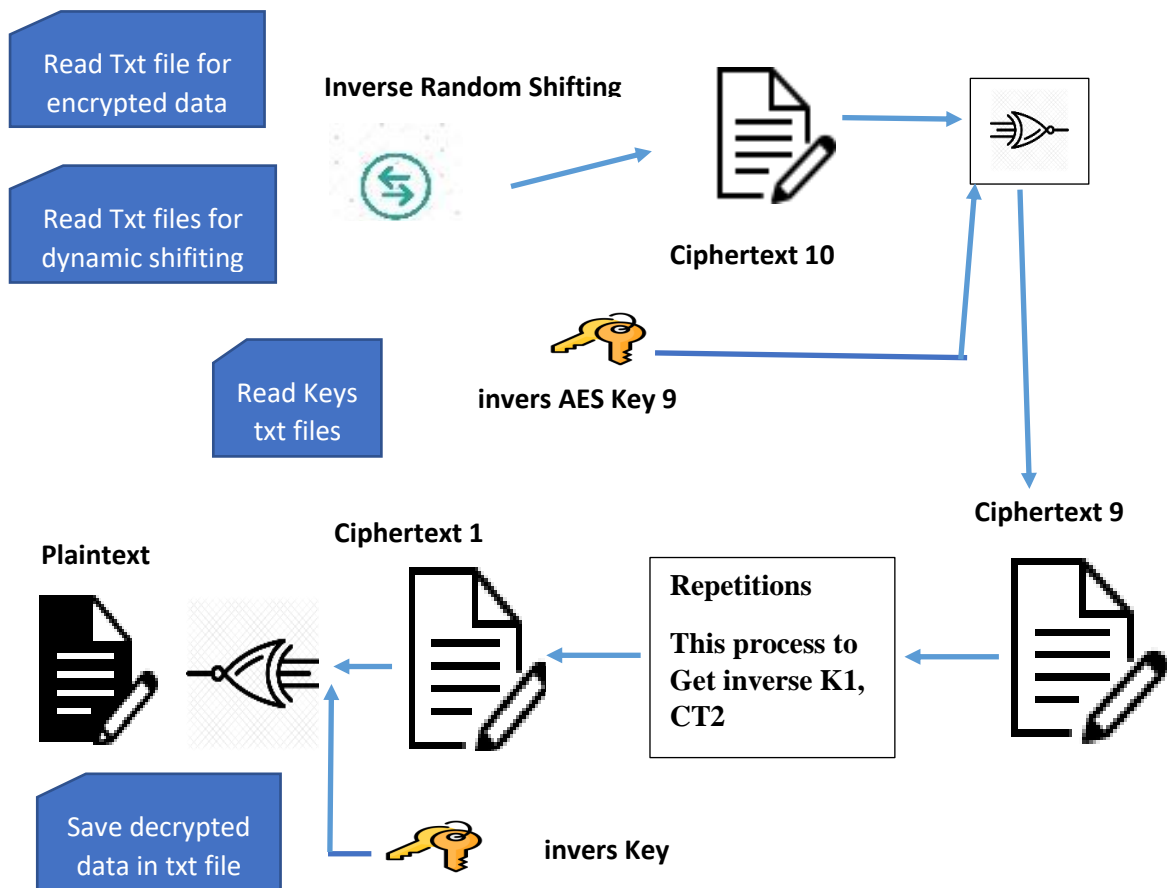 Read Txt file for
encrypted data
Inverse Random Shifting
Read Txt files for
dynamic shifiting
Ciphertext 10
Read Keys
txt files
invers AES Key 9
Ciphertext 9
Ciphertext 1
Plaintext
Repetitions
This process to
Get inverse K1,
CT2
Save decrypted
data in txt file
invers Key